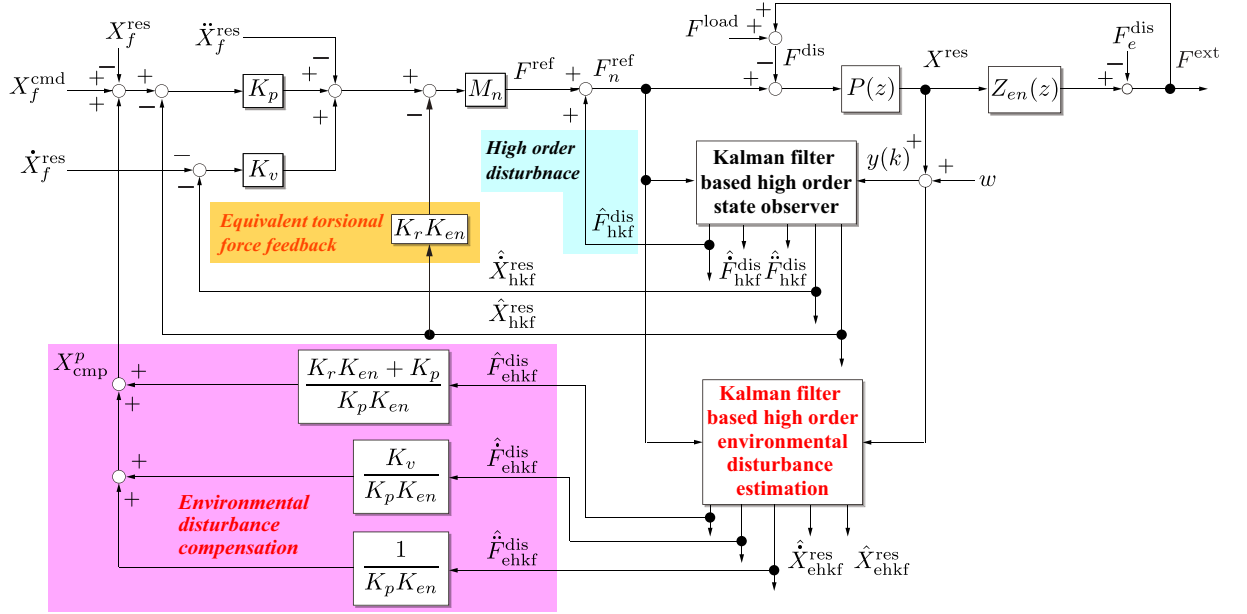 X_f^res
Ẍ_f^res
F^load
+
+
F^dis
−
X^res
F_e^dis
−
F^ext
X_f^cmd
+
−
+
+
−
K_p
+
−
+
+
−
M_n
F^ref
+
+
F_n^ref
+
P(z)
Z_en(z)
+
Ẋ_f^res
−
−
K_v
High order
disturbnace
Kalman filter
based high order
state observer
y(k)
+
+
w
Equivalent torsional
force feedback
K_r K_en
F̂_hkf^dis
F̂̇_hkf^dis
F̂̈_hkf^dis
X̂̇_hkf^res
X̂_hkf^res
X_cmp^p
+
+
(K_r K_en + K_p) / (K_p K_en)
F̂_ehkf^dis
Kalman filter
based high order
environmental
disturbance
estimation
+
+
K_v / (K_p K_en)
F̂̇_ehkf^dis
Environmental
disturbance
compensation
1 / (K_p K_en)
F̂̈_ehkf^dis
X̂̇_ehkf^res
X̂_ehkf^res